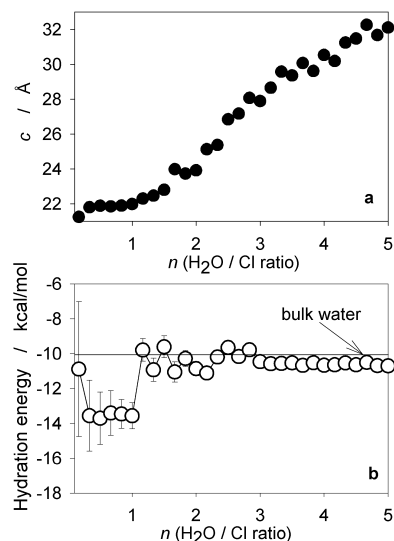 32
30
28
26
24
22
c / Å
a
1 2 3 4 5
n (H2O / Cl ratio)
-6
-8
-10
-12
-14
-16
-18
Hydration energy / kcal/mol
bulk water
b
1 2 3 4 5
n (H2O / Cl ratio)